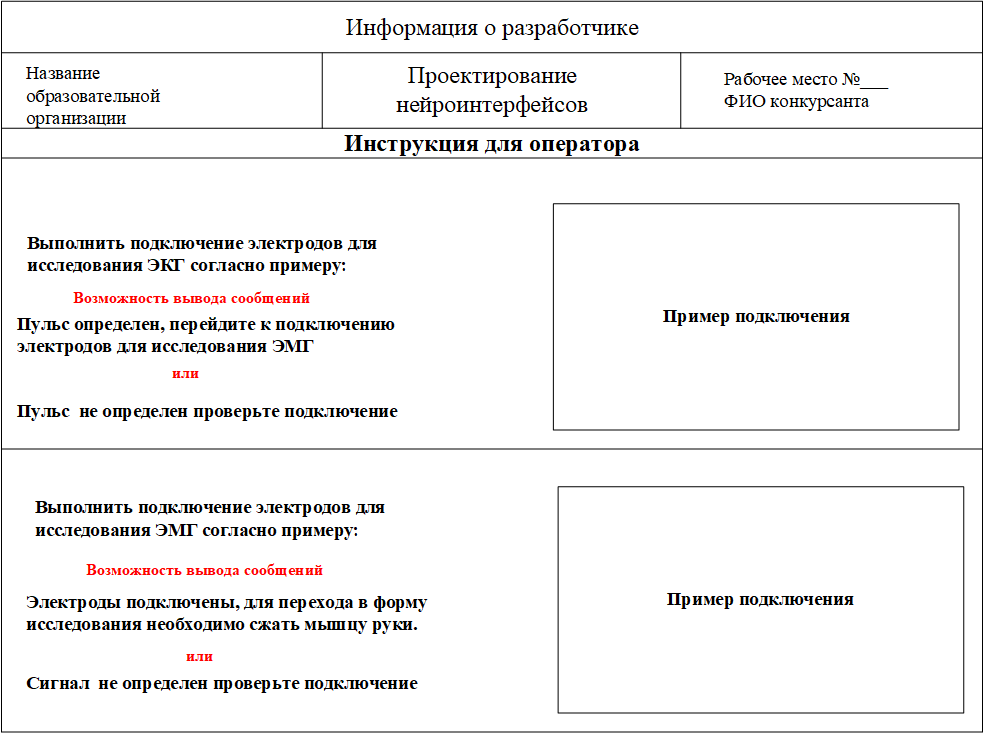 Информация о разработчике
Название
образовательной
организации
Проектирование
нейроинтерфейсов
Рабочее место №___
ФИО конкурсанта
Инструкция для оператора
Выполнить подключение электродов для
исследования ЭКГ согласно примеру:
Возможность вывода сообщений
Пульс определен, перейдите к подключению
электродов для исследования ЭМГ
или
Пульс  не определен проверьте подключение
Пример подключения
Выполнить подключение электродов для
исследования ЭМГ согласно примеру:
Возможность вывода сообщений
Электроды подключены, для перехода в форму
исследования необходимо сжать мышцу руки.
или
Сигнал  не определен проверьте подключение
Пример подключения